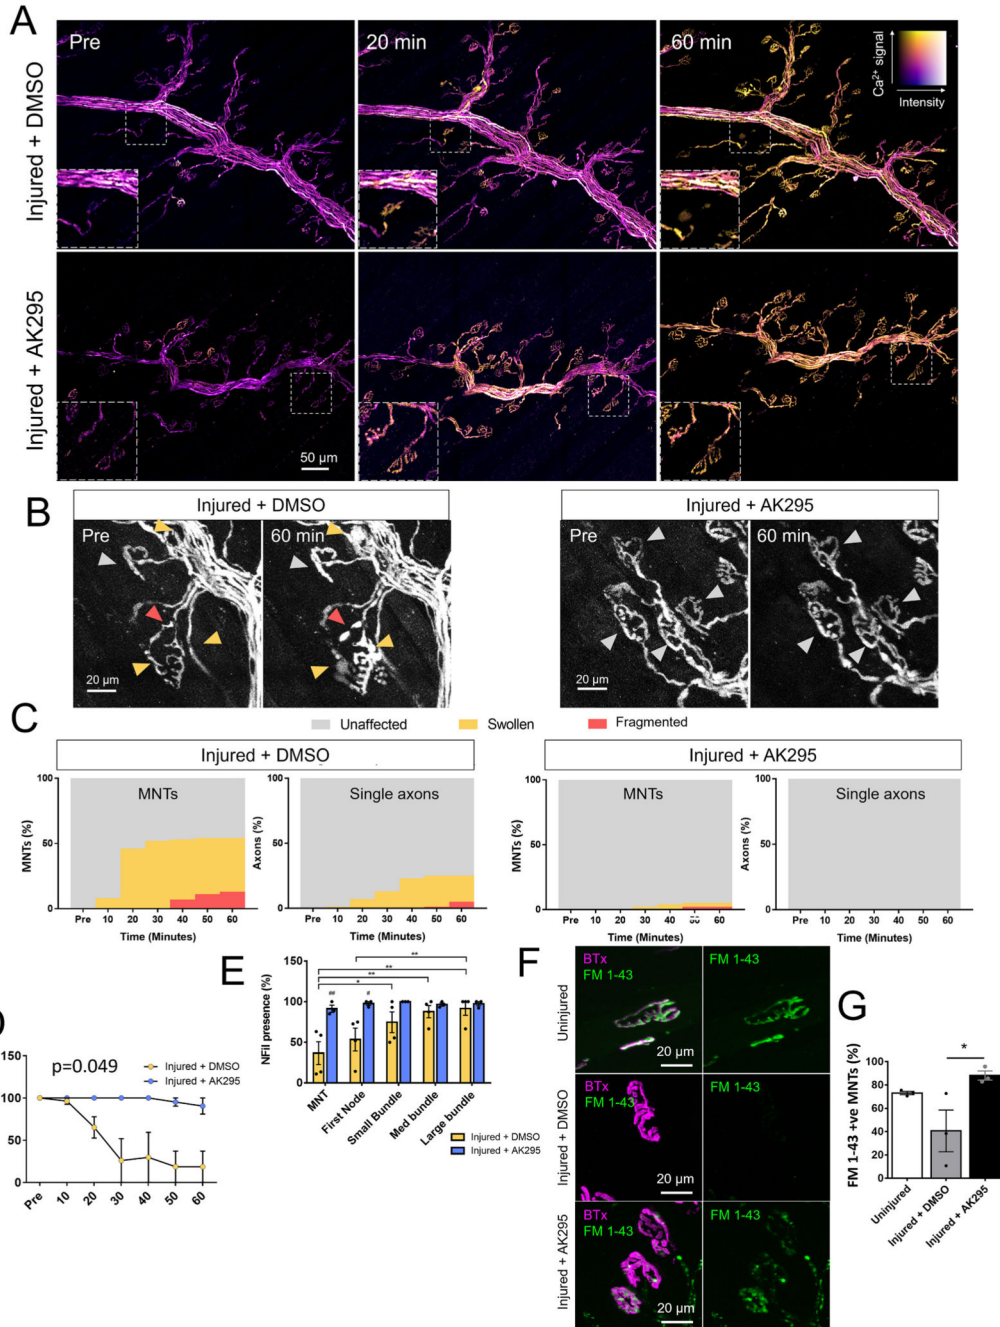 A
Pre
20 min
60 min
Ca2+ signal
Intensity
Injured + DMSO
Injured + AK295
50 µm
B
Injured + DMSO
Injured + AK295
Pre
60 min
Pre
60 min
20 µm
20 µm
C
Unaffected
Swollen
Fragmented
Injured + DMSO
Injured + AK295
100
MNTs
100
Single axons
100
MNTs
100
Single axons
MNTs (%)
50
Axons (%)
50
MNTs (%)
50
Axons (%)
50
0
0
0
0
Pre 10 20 30 40 50 60
Pre 10 20 30 40 50 60
Pre 10 20 30 40 60
Pre 10 20 30 40 50 60
Time (Minutes)
Time (Minutes)
Time (Minutes)
Time (Minutes)
150
p=0.049
Injured + DMSO
Injured + AK295
100
50
0
Pre 10 20 30 40 50 60
E
NFil presence (%)
150
100
50
0
**
**
**
*
##
#
MNT
First Node
Small Bundle
Med bundle
Large bundle
Injured + DMSO
Injured + AK295
F
BTx
FM 1-43
FM 1-43
Uninjured
20 µm
20 µm
BTx
FM 1-43
FM 1-43
Injured + DMSO
20 µm
20 µm
BTx
FM 1-43
FM 1-43
Injured + AK295
20 µm
20 µm
G
FM 1-43 +ve MNTs (%)
100
80
60
40
20
0
*
Uninjured
Injured + DMSO
Injured + AK295